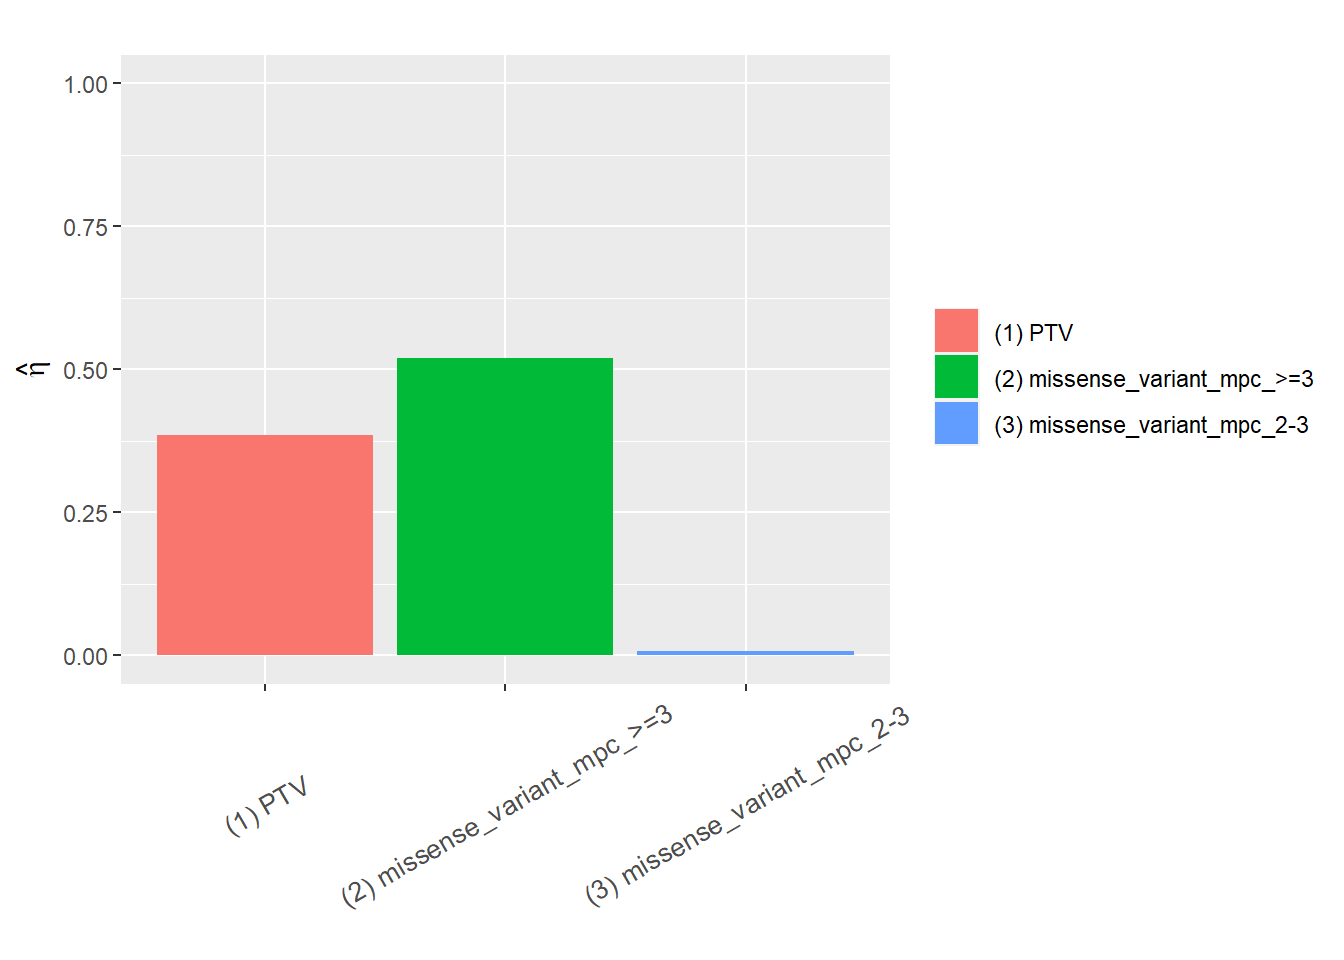 1.00
0.75
0.50
0.25
0.00
η̂
(1) PTV
(2) missense_variant_mpc_>=3
(3) missense_variant_mpc_2-3
(1) PTV
(2) missense_variant_mpc_>=3
(3) missense_variant_mpc_2-3